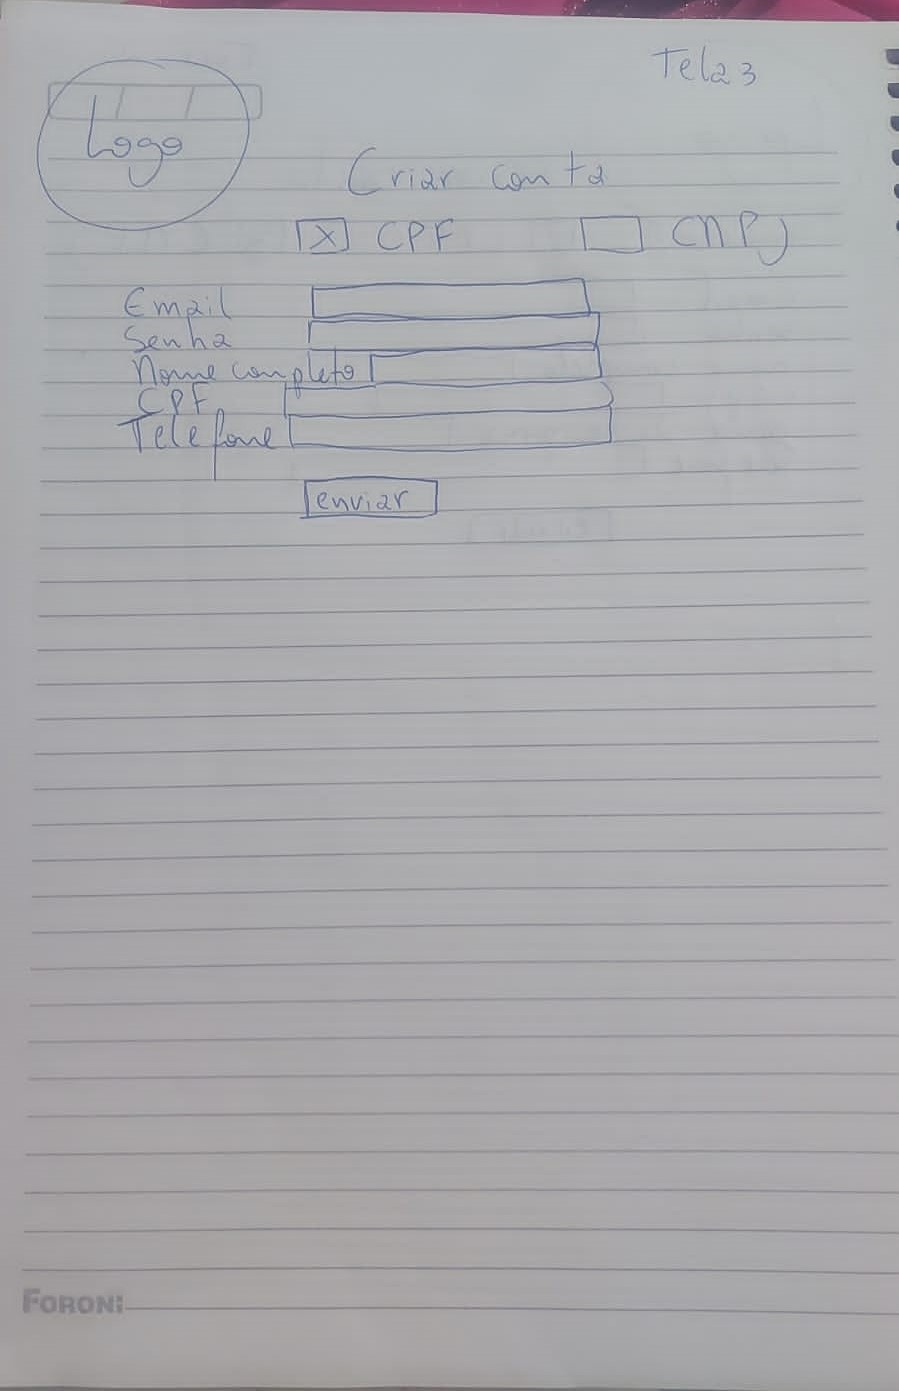 Tela 3
Logo
Criar conta
[X] CPF [ ] CNPJ
Email
Senha
Nome completo
CPF
Telefone
enviar
FORONI